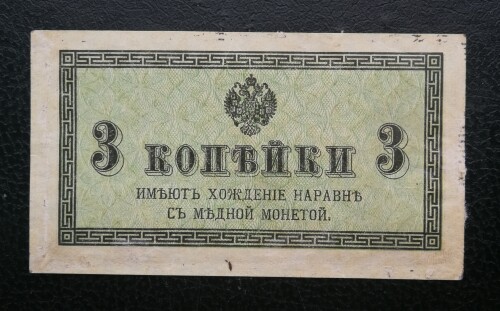 3 КОПѢЙКИ 3
ИМѢЮТЪ ХОЖДЕНІЕ НАРАВНѢ
СЪ МѢДНОЙ МОНЕТОЙ.